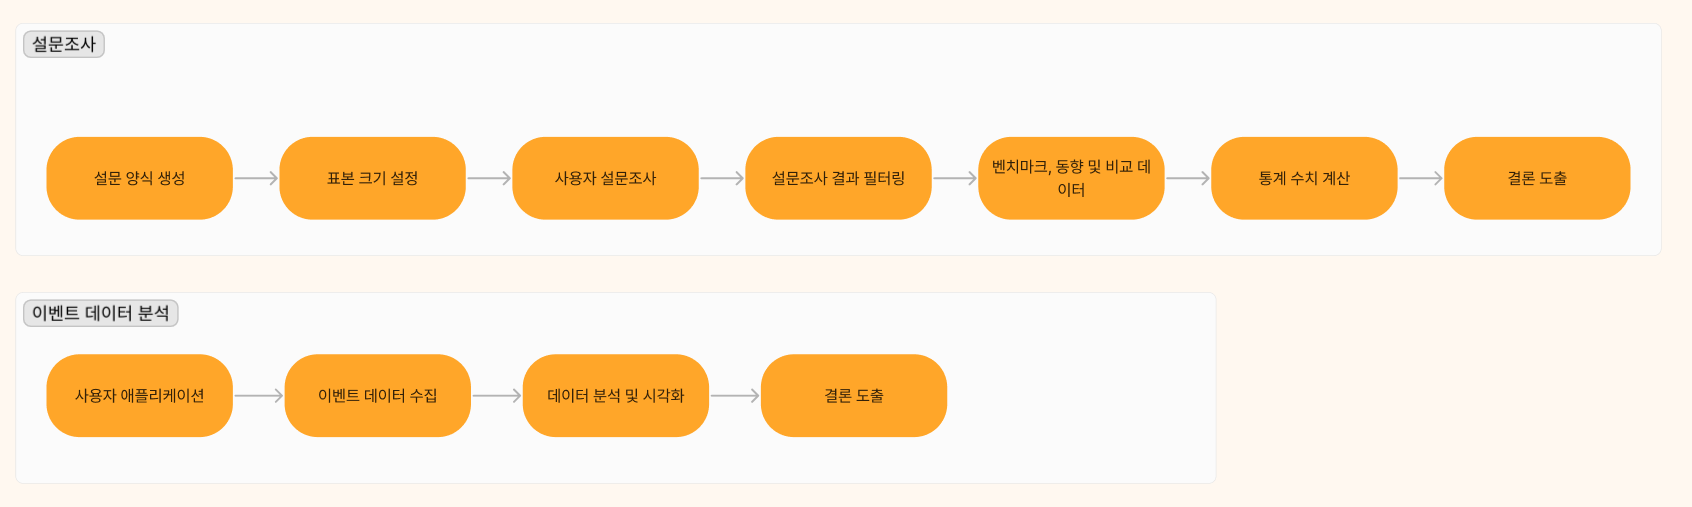 설문조사
설문 양식 생성
표본 크기 설정
사용자 설문조사
설문조사 결과 필터링
벤치마크, 동향 및 비교 데
이터
통계 수치 계산
결론 도출
이벤트 데이터 분석
사용자 애플리케이션
이벤트 데이터 수집
데이터 분석 및 시각화
결론 도출